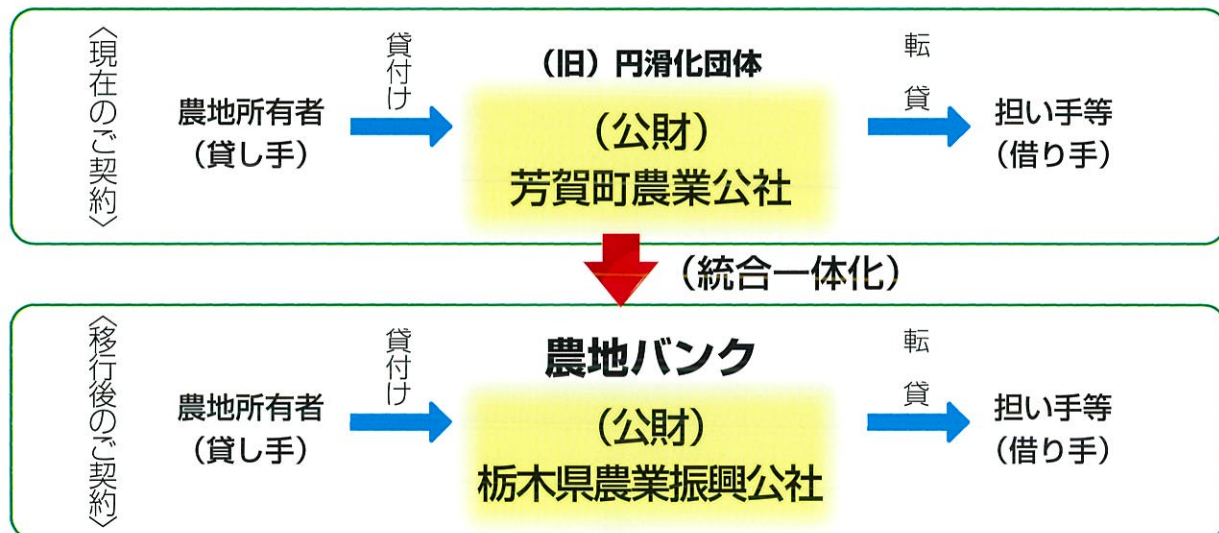 〈現在のご契約〉
農地所有者
（貸し手）
貸付け
（旧）円滑化団体
（公財）
芳賀町農業公社
転貸
担い手等
（借り手）
（統合一体化）
〈移行後のご契約〉
農地所有者
（貸し手）
貸付け
農地バンク
（公財）
栃木県農業振興公社
転貸
担い手等
（借り手）